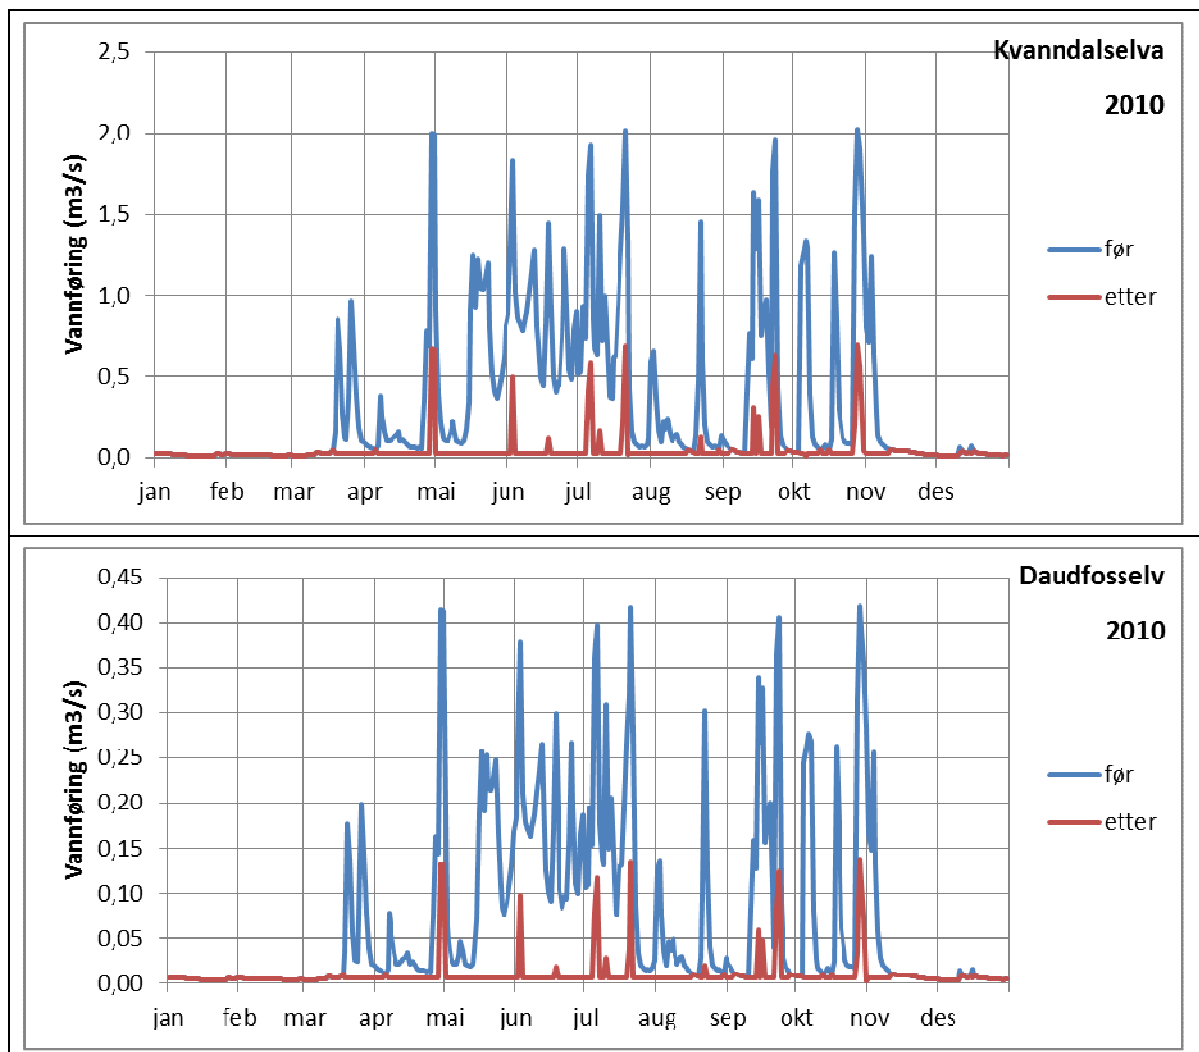 Kvanndalselva
2010
Vannføring (m3/s)
2,5
2,0
1,5
1,0
0,5
0,0
jan feb mar apr mai jun jul aug sep okt nov des
før
etter
Daudfosselv
2010
Vannføring (m3/s)
0,45
0,40
0,35
0,30
0,25
0,20
0,15
0,10
0,05
0,00
jan feb mar apr mai jun jul aug sep okt nov des
før
etter